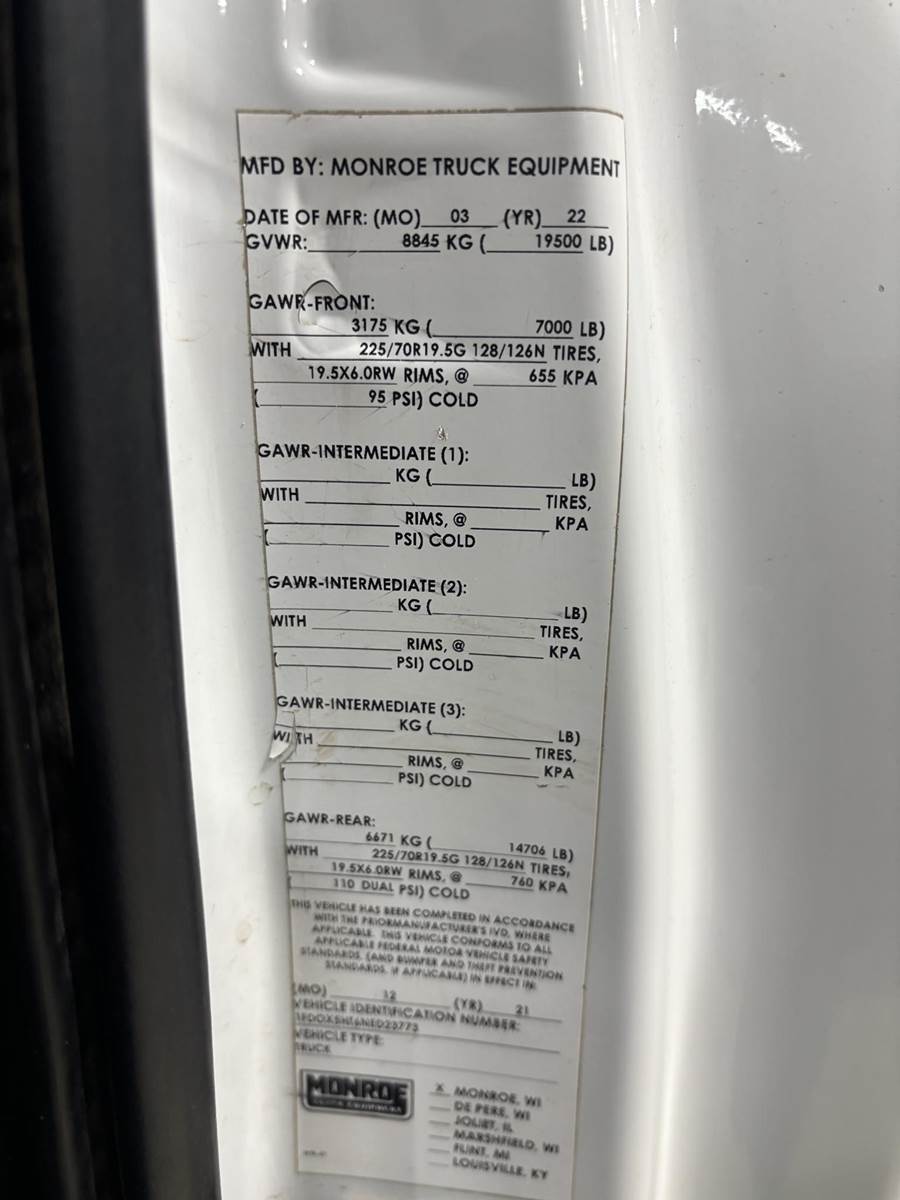 MFD BY: MONROE TRUCK EQUIPMENT
DATE OF MFR: (MO) 03 (YR) 22
GVWR: 8845 KG ( 19500 LB)
GAWR-FRONT:
3175 KG ( 7000 LB)
WITH 225/70R19.5G 128/126N TIRES,
19.5X6.0RW RIMS, @ 655 KPA
( 95 PSI) COLD
GAWR-INTERMEDIATE (1):
KG ( LB)
WITH TIRES,
RIMS, @ KPA
( PSI) COLD
GAWR-INTERMEDIATE (2):
KG ( LB)
WITH TIRES,
RIMS, @ KPA
( PSI) COLD
GAWR-INTERMEDIATE (3):
KG ( LB)
WITH TIRES,
RIMS, @ KPA
( PSI) COLD
GAWR-REAR:
6671 KG ( 14706 LB)
WITH 225/70R19.5G 128/126N TIRES,
19.5X6.0RW RIMS, @ 760 KPA
( 110 DUAL PSI) COLD
THIS VEHICLE HAS BEEN COMPLETED IN ACCORDANCE
WITH THE PRIOR MANUFACTURER'S IVD, WHERE
APPLICABLE. THIS VEHICLE CONFORMS TO ALL
APPLICABLE FEDERAL MOTOR VEHICLE SAFETY
STANDARDS, (AND BUMPER AND THEFT PREVENTION
STANDARDS, IF APPLICABLE) IN EFFECT IN:
(MO) 12 (YR) 21
VEHICLE IDENTIFICATION NUMBER:
VEHICLE TYPE:
TRUCK
MONROE
X MONROE, WI
DE PERE, WI
JOLIET, IL
MARSHFIELD, WI
FLINT, MI
LOUISVILLE, KY